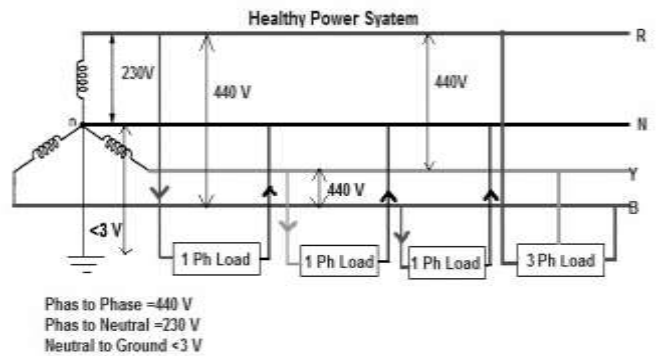 Healthy Power Syatem
R
230V
440 V
440V
n
N
Y
440 V
B
<3 V
1 Ph Load
1 Ph Load
1 Ph Load
3 Ph Load
Phas to Phase =440 V
Phas to Neutral =230 V
Neutral to Ground <3 V